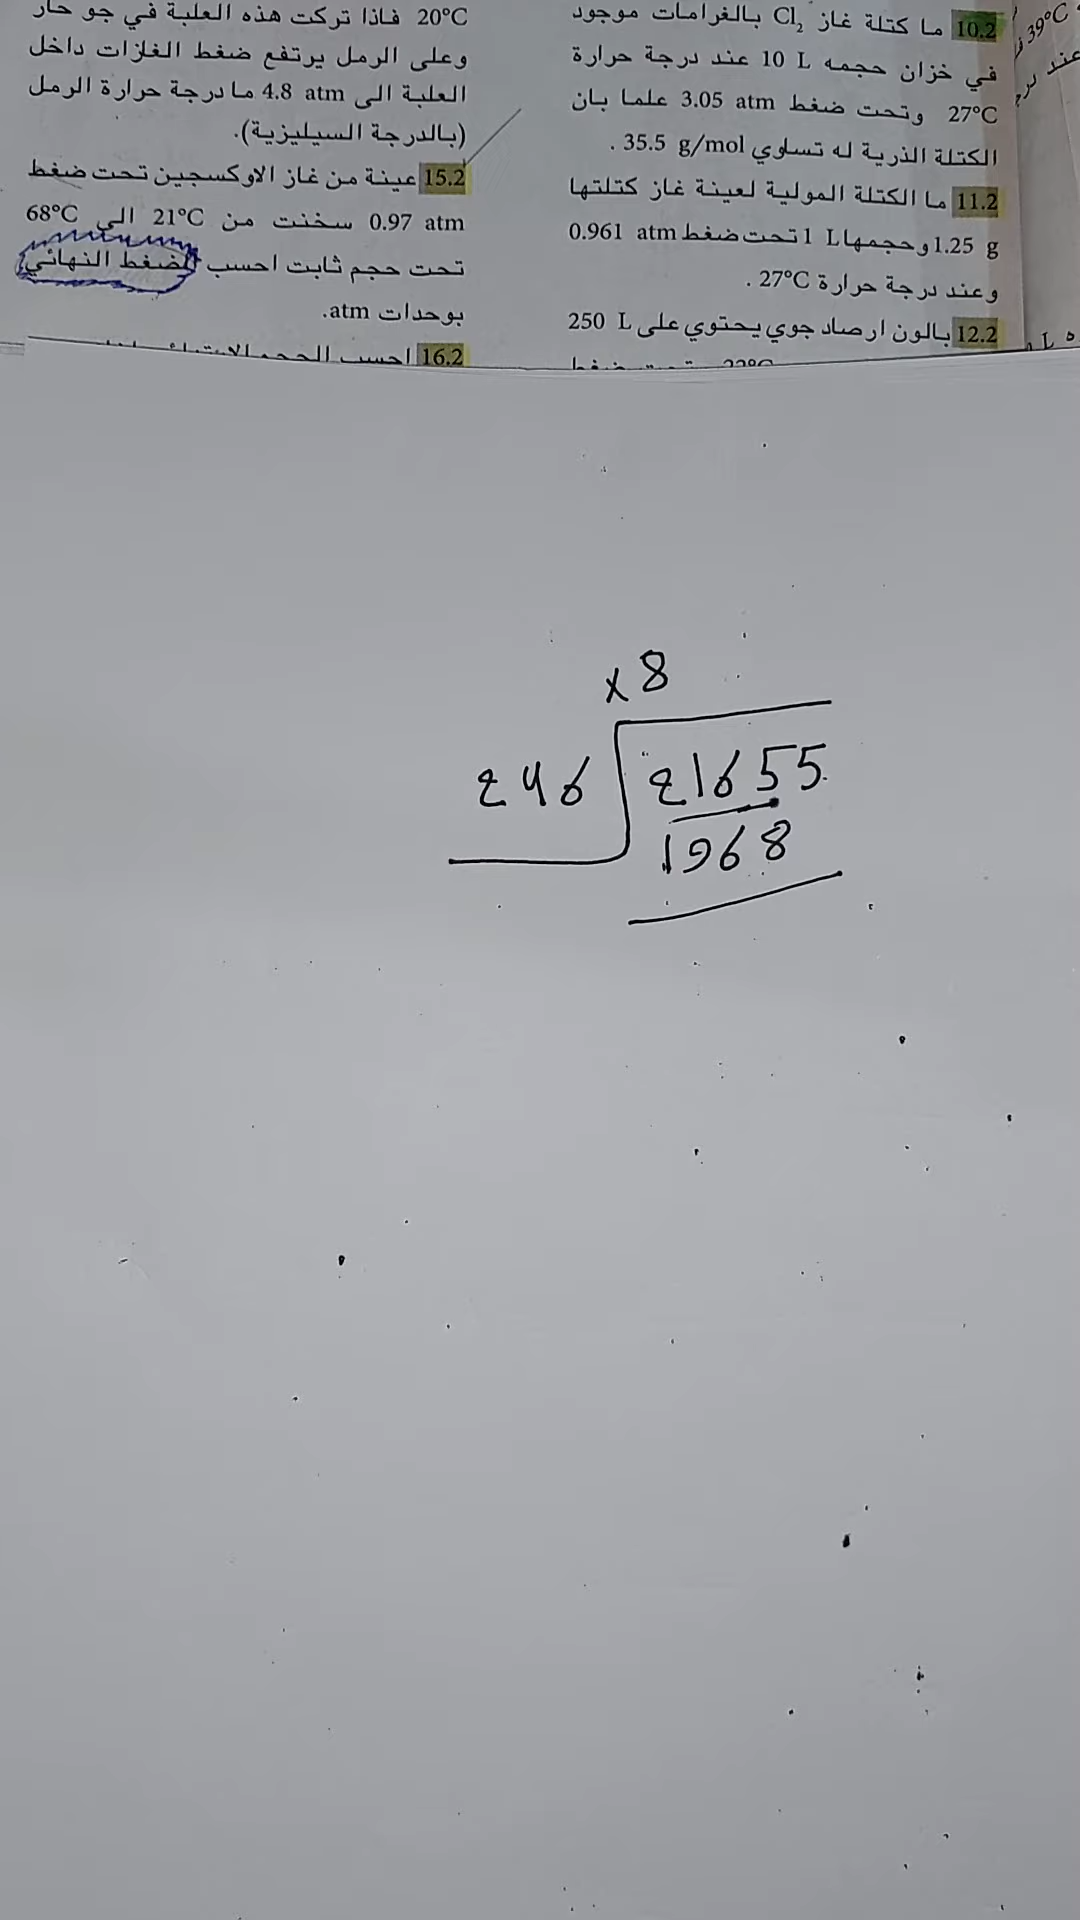 10.2 ما كتلة غاز Cl₂ بالغرامات موجود
في خزان حجمه 10 L عند درجة حرارة
27°C وتحت ضغط 3.05 atm علما بان
الكتلة الذرية له تساوي 35.5 g/mol .
11.2 ما الكتلة المولية لعينة غاز كتلتها
1.25 g وحجمها 1 L تحت ضغط 0.961 atm
وعند درجة حرارة 27°C .
12.2 بالون ارصاد جوي يحتوي على 250 L
20°C فاذا تركت هذه العلبة في جو حار
وعلى الرمل يرتفع ضغط الغازات داخل
العلبة الى 4.8 atm ما درجة حرارة الرمل
(بالدرجة السيليزية).
15.2 عينة من غاز الاوكسجين تحت ضغط
0.97 atm سخنت من 21°C الى 68°C
تحت حجم ثابت احسب الضغط النهائي
بوحدات atm.
16.2 احسب الحجم
39°C
عند
x 8
246 21655
1968